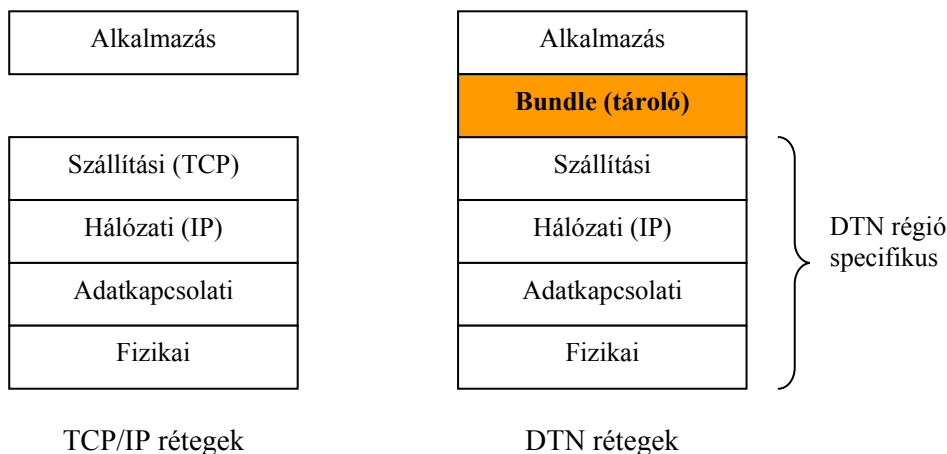 Alkalmazás
Szállítási (TCP)
Hálózati (IP)
Adatkapcsolati
Fizikai
TCP/IP rétegek
Alkalmazás
Bundle (tároló)
Szállítási
Hálózati (IP)
Adatkapcsolati
Fizikai
DTN rétegek
DTN régió
specifikus